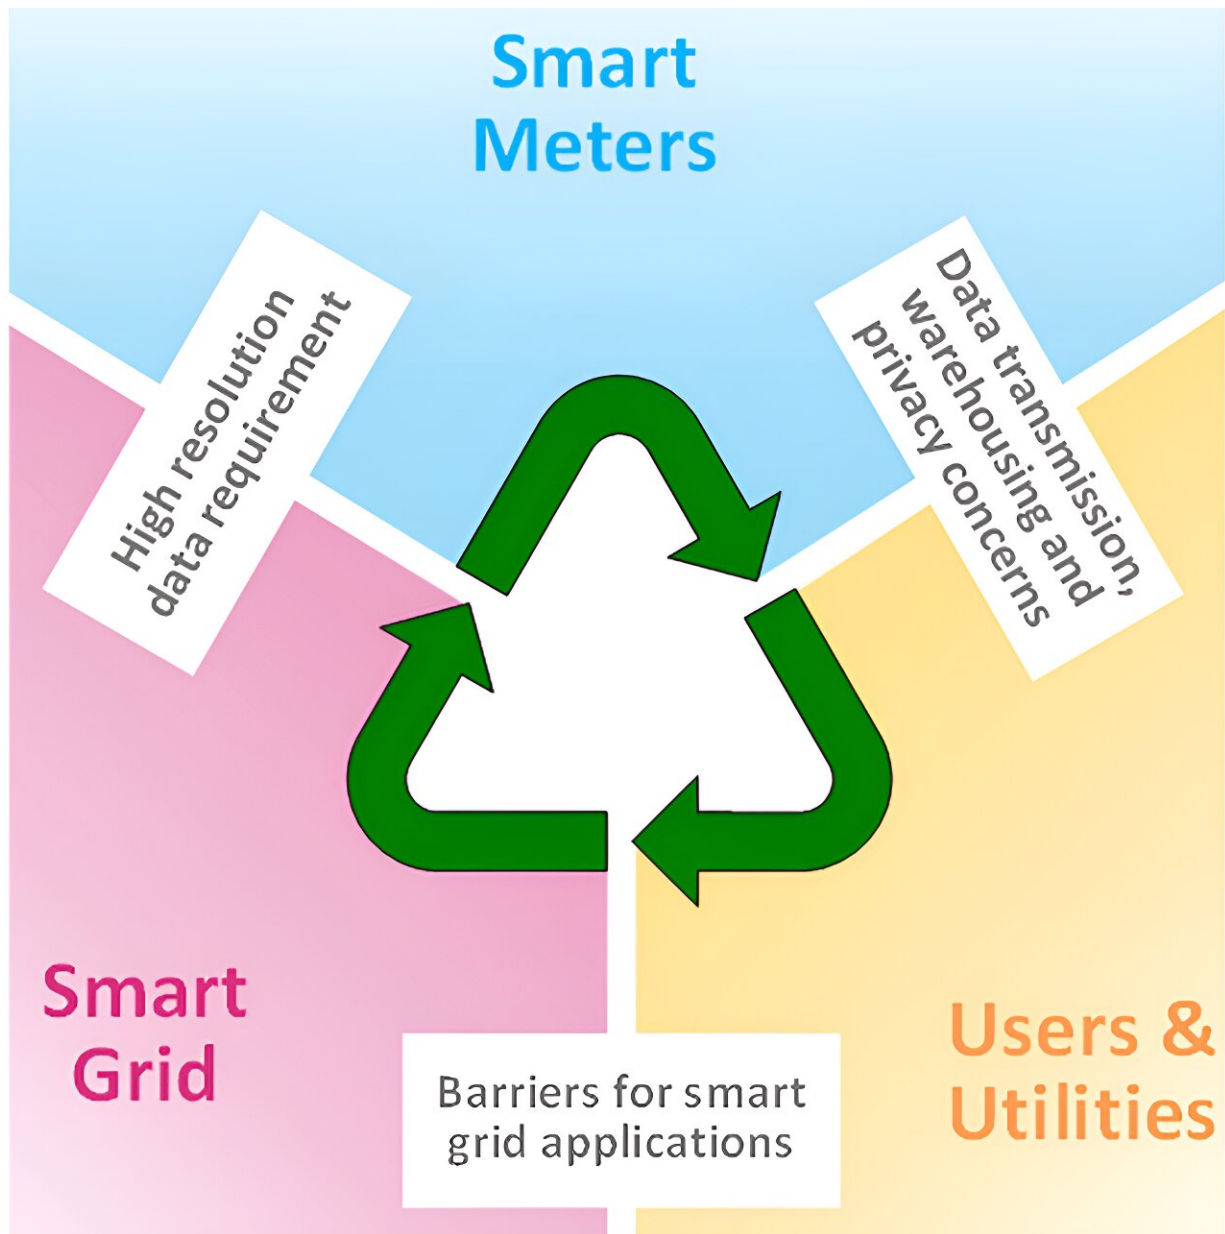 Smart
Meters
High resolution
data requirement
Data transmission,
warehousing and
privacy concerns
Smart
Grid
Users &
Utilities
Barriers for smart
grid applications